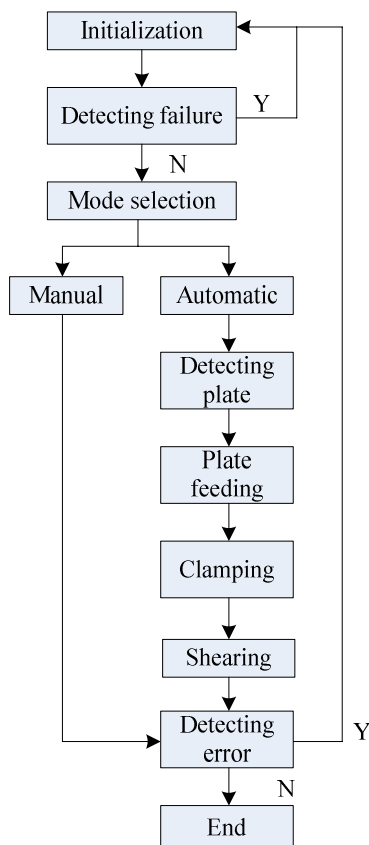 Initialization
Detecting failure
Y
N
Mode selection
Manual
Automatic
Detecting
plate
Plate
feeding
Clamping
Shearing
Detecting
error
Y
N
End